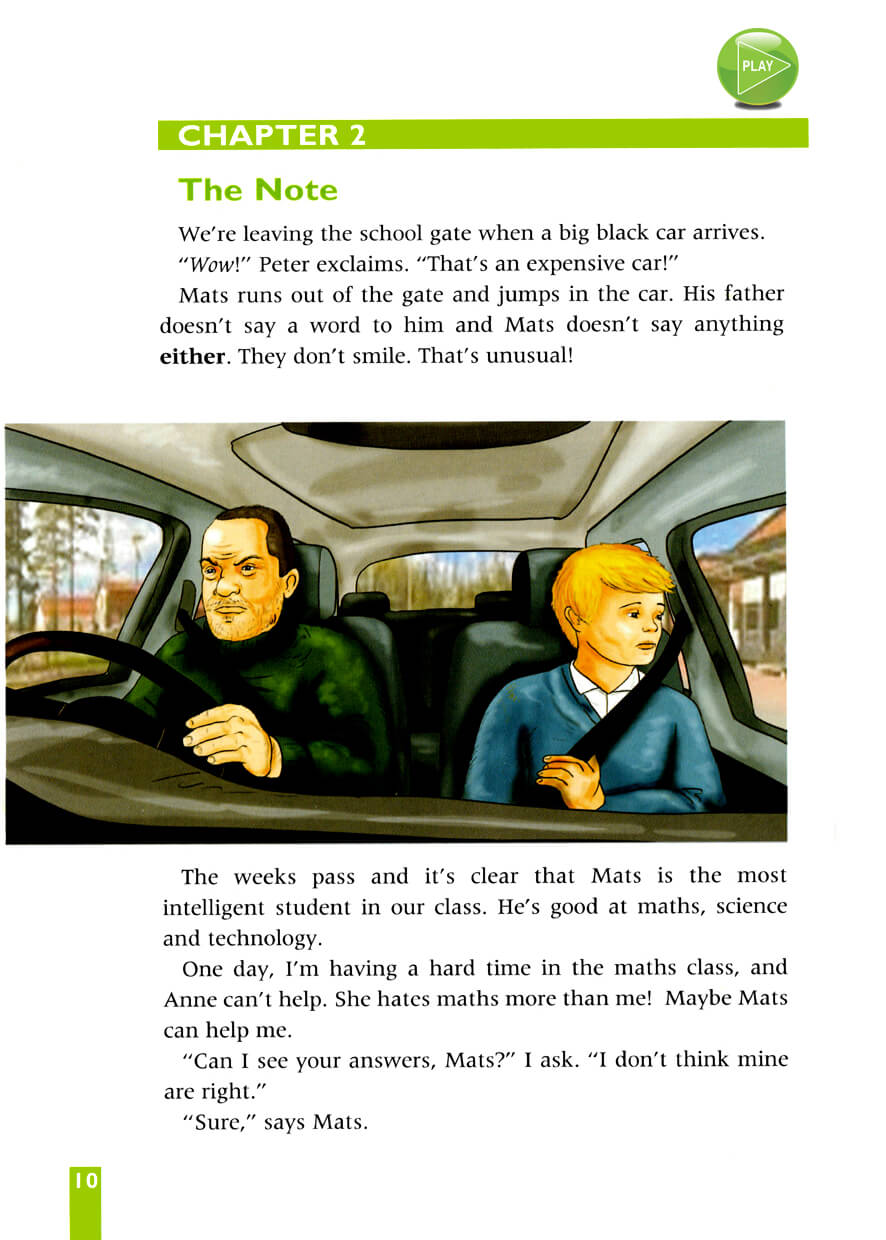 PLAY
CHAPTER 2
The Note
We’re leaving the school gate when a big black car arrives.
“Wow!” Peter exclaims. “That’s an expensive car!”
Mats runs out of the gate and jumps in the car. His father
doesn’t say a word to him and Mats doesn’t say anything
either. They don’t smile. That’s unusual!
The weeks pass and it’s clear that Mats is the most
intelligent student in our class. He’s good at maths, science
and technology.
One day, I’m having a hard time in the maths class, and
Anne can’t help. She hates maths more than me! Maybe Mats
can help me.
“Can I see your answers, Mats?” I ask. “I don’t think mine
are right.”
“Sure,” says Mats.
10